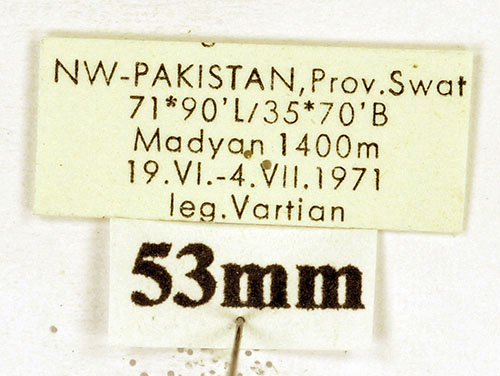 NW-PAKISTAN,Prov.Swat
71*90'L/35*70'B
Madyan 1400m
19.VI.-4.VII.1971
leg.Vartian
53mm